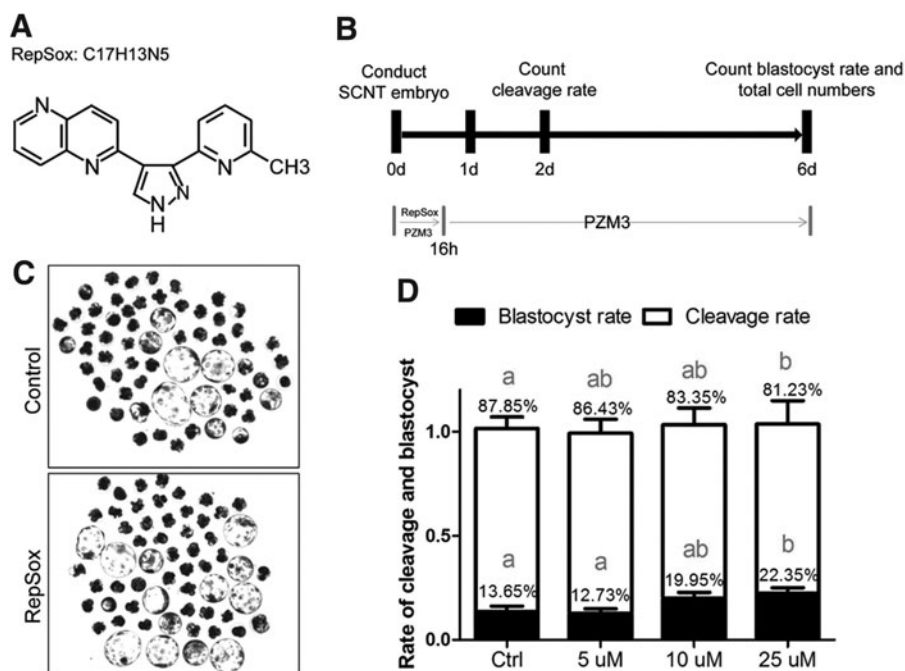 A
RepSox: C17H13N5
N
N
N
CH3
N
N
H
B
Conduct
SCNT embryo
Count
cleavage rate
Count blastocyst rate and
total cell numbers
0d
1d
2d
6d
RepSox
PZM3
16h
PZM3
C
Control
RepSox
D
Blastocyst rate
Cleavage rate
Rate of cleavage and blastocyst
1.0
0.5
0.0
a
ab
ab
b
87.85%
86.43%
83.35%
81.23%
a
a
ab
b
13.65%
12.73%
19.95%
22.35%
Ctrl
5 uM
10 uM
25 uM